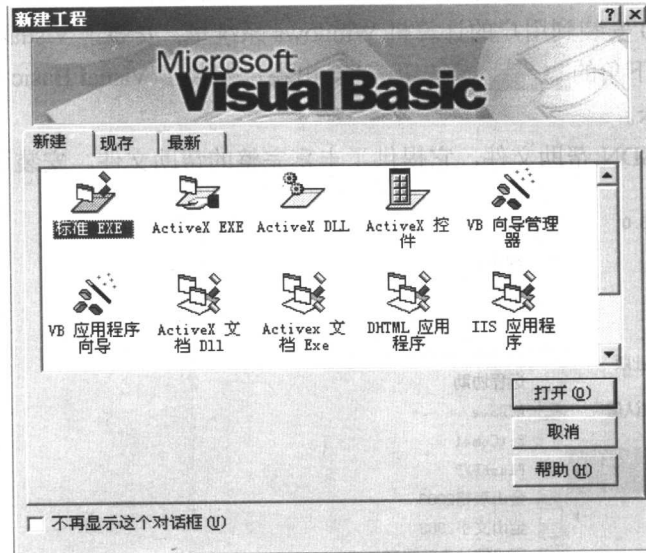 新建工程
Microsoft
Visual Basic
新建 现存 最新
标准 EXE ActiveX EXE ActiveX DLL ActiveX 控件 VB 向导管理器
VB 应用程序向导 ActiveX 文档 Dll Activex 文档 Exe DHTML 应用程序 IIS 应用程序
打开(O)
取消
帮助(H)
不再显示这个对话框(U)